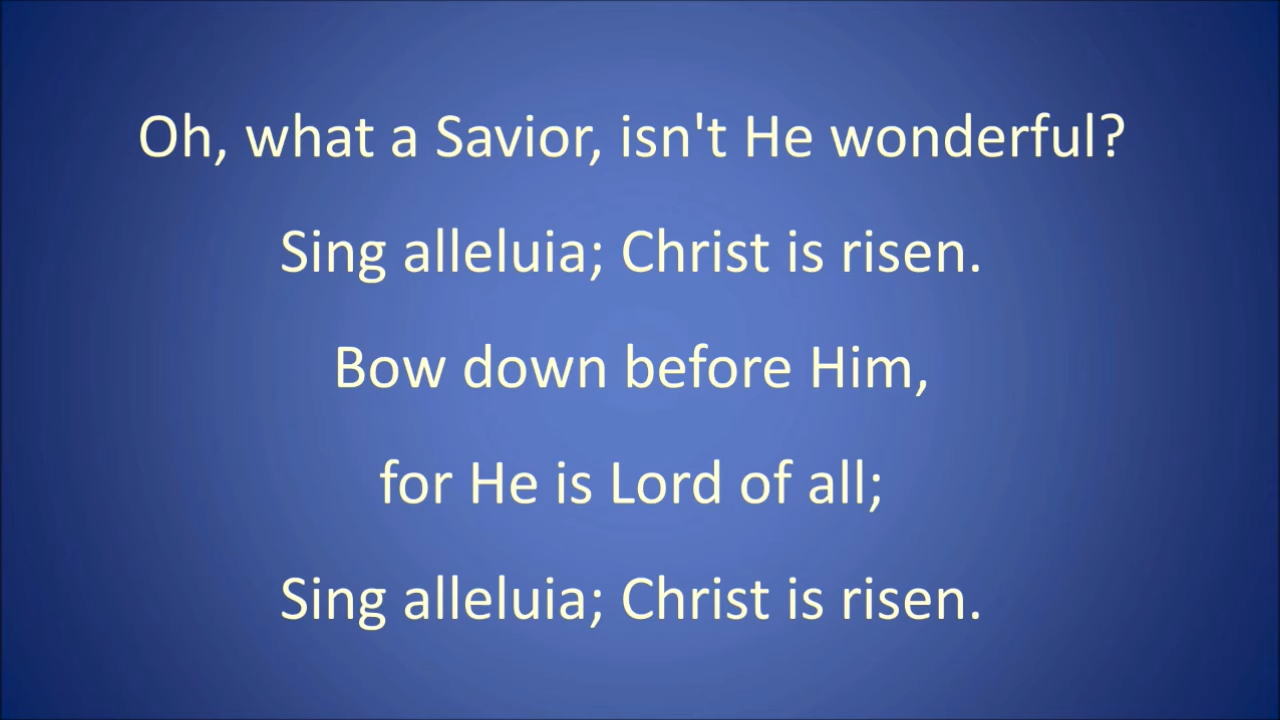 Oh, what a Savior, isn't He wonderful?
Sing alleluia; Christ is risen.
Bow down before Him,
for He is Lord of all;
Sing alleluia; Christ is risen.